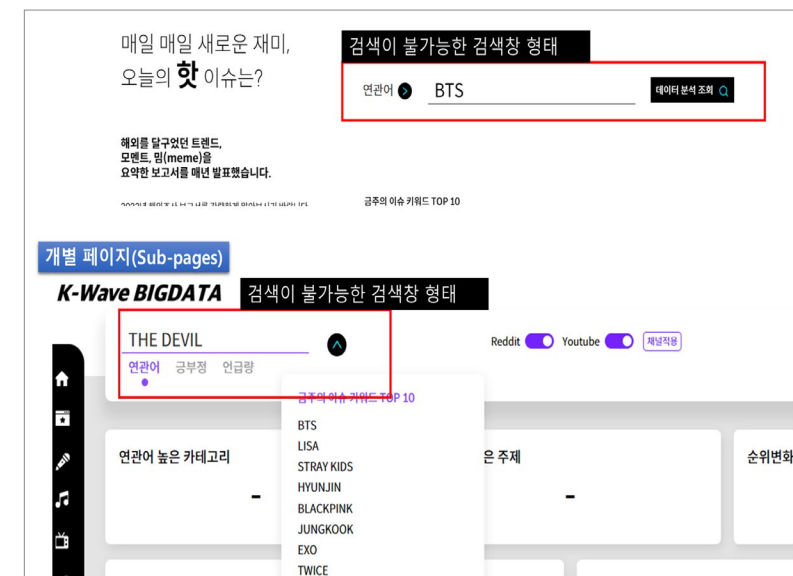 매일 매일 새로운 재미,
오늘의 핫 이슈는?
검색이 불가능한 검색창 형태
연관어
BTS
데이터 분석 조회
해외를 달구었던 트렌드,
모멘트, 밈(meme)을
요약한 보고서를 매년 발표했습니다.
금주의 이슈 키워드 TOP 10
개별 페이지(Sub-pages)
K-Wave BIGDATA
검색이 불가능한 검색창 형태
THE DEVIL
연관어 긍부정 언급량
Reddit
Youtube
채널적용
금주의 이슈 키워드 TOP 10
BTS
LISA
STRAY KIDS
HYUNJIN
BLACKPINK
JUNGKOOK
EXO
TWICE
연관어 높은 카테고리
은 주제
순위변화
-
-